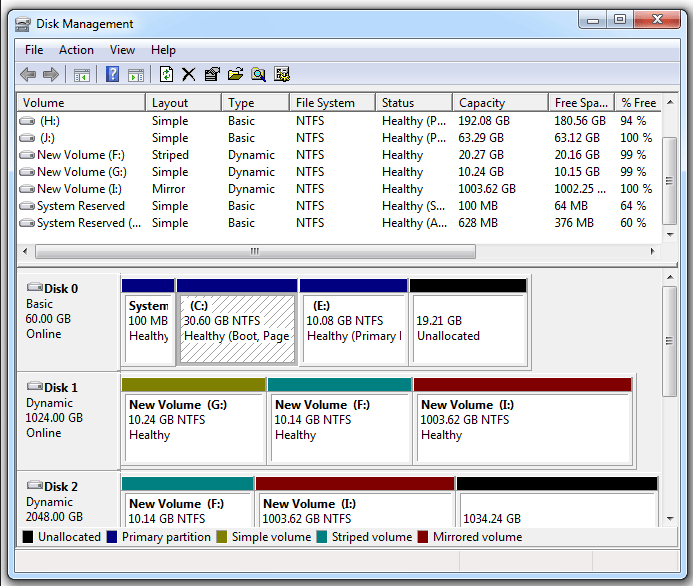 Disk Management
File Action View Help
Volume Layout Type File System Status Capacity Free Spa... % Free
(H:) Simple Basic NTFS Healthy (P... 192.08 GB 180.56 GB 94 %
(J:) Simple Basic NTFS Healthy (P... 63.29 GB 63.12 GB 100 %
New Volume (F:) Striped Dynamic NTFS Healthy 20.27 GB 20.16 GB 99 %
New Volume (G:) Simple Dynamic NTFS Healthy 10.24 GB 10.15 GB 99 %
New Volume (I:) Mirror Dynamic NTFS Healthy 1003.62 GB 1002.25 ... 100 %
System Reserved Simple Basic NTFS Healthy (S... 100 MB 64 MB 64 %
System Reserved (... Simple Basic NTFS Healthy (A... 628 MB 376 MB 60 %
Disk 0
Basic
60.00 GB
Online
System
100 MB
Healthy
(C:)
30.60 GB NTFS
Healthy (Boot, Page
(E:)
10.08 GB NTFS
Healthy (Primary
19.21 GB
Unallocated
Disk 1
Dynamic
1024.00 GB
Online
New Volume (G:)
10.24 GB NTFS
Healthy
New Volume (F:)
10.14 GB NTFS
Healthy
New Volume (I:)
1003.62 GB NTFS
Healthy
Disk 2
Dynamic
2048.00 GB
New Volume (F:)
10.14 GB NTFS
New Volume (I:)
1003.62 GB NTFS
1034.24 GB
Unallocated Primary partition Simple volume Striped volume Mirrored volume